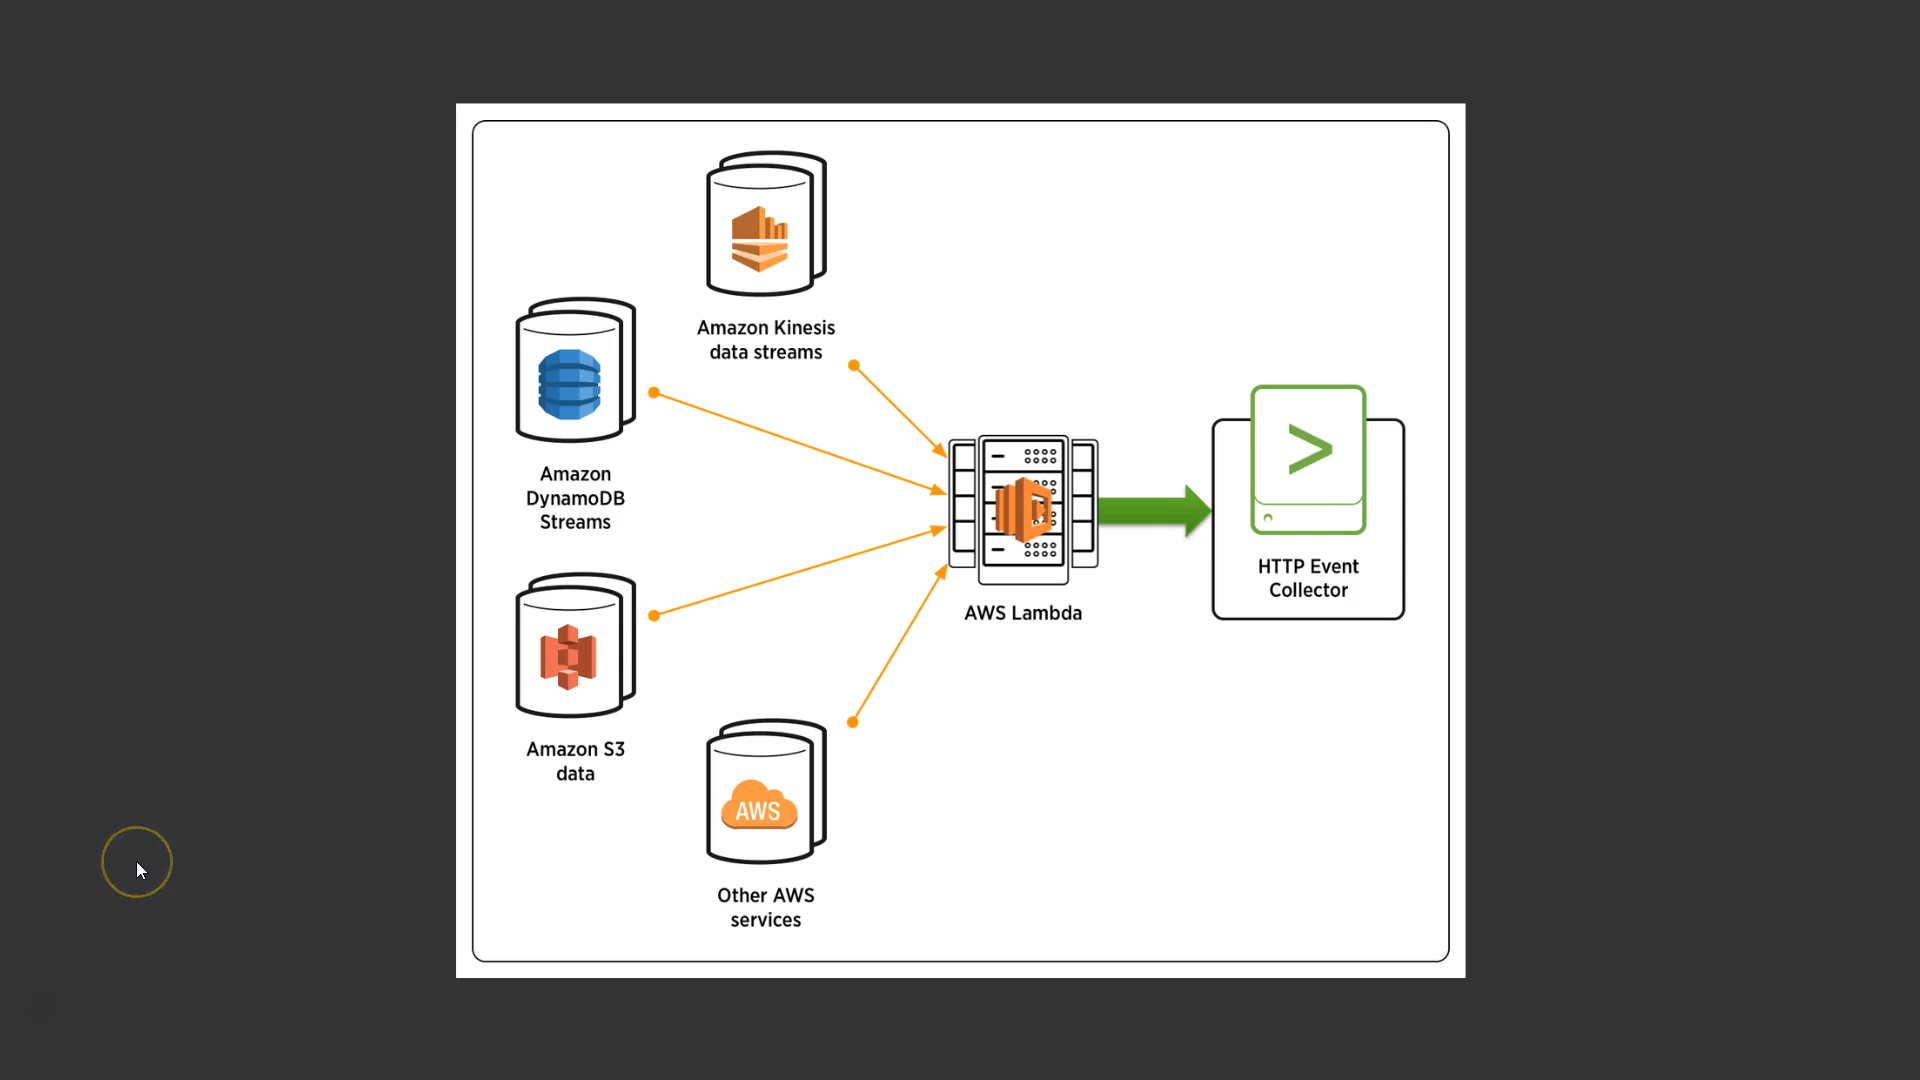 Amazon Kinesis
data streams
Amazon
DynamoDB
Streams
>
HTTP Event
Collector
AWS Lambda
Amazon S3
data
AWS
Other AWS
services